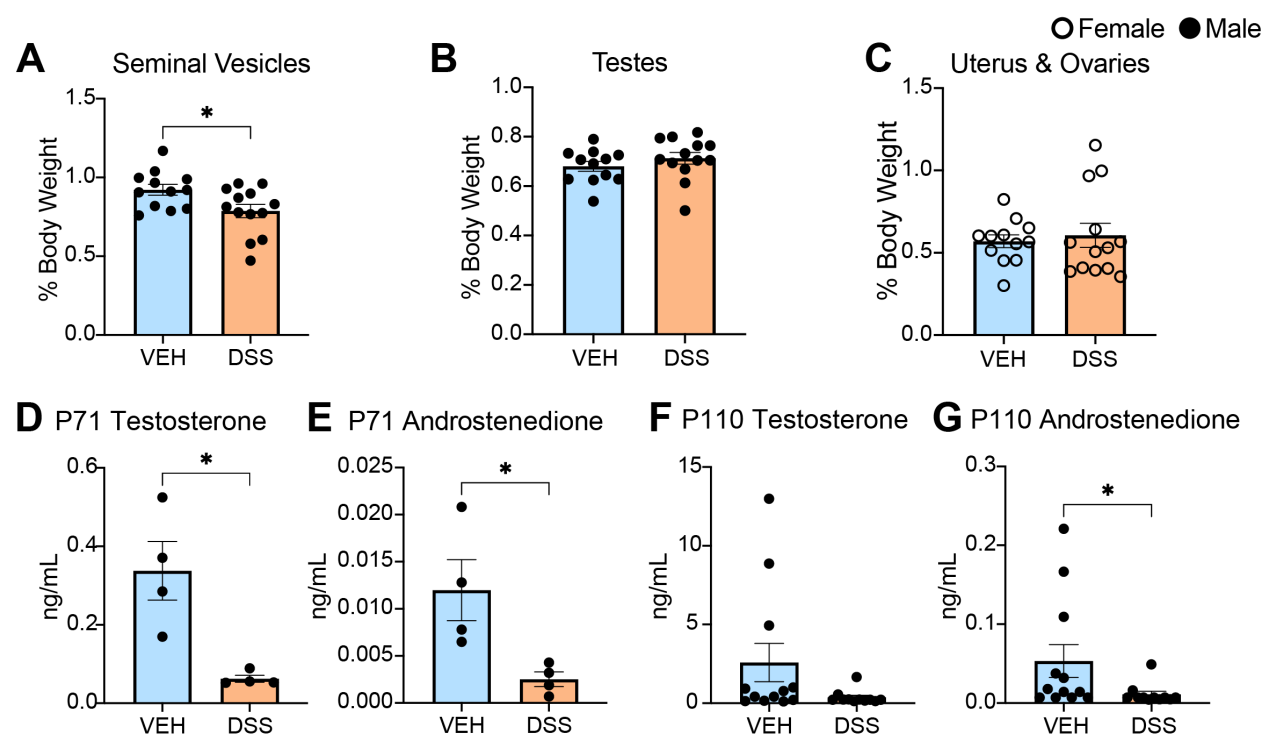 Female Male
A Seminal Vesicles
1.5
1.0
0.5
0.0
% Body Weight
*
VEH DSS
B Testes
1.0
0.8
0.6
0.4
0.2
0.0
% Body Weight
VEH DSS
C Uterus & Ovaries
1.5
1.0
0.5
0.0
% Body Weight
VEH DSS
D P71 Testosterone
0.6
0.4
0.2
0.0
ng/mL
*
VEH DSS
E P71 Androstenedione
0.025
0.020
0.015
0.010
0.005
0.000
ng/mL
*
VEH DSS
F P110 Testosterone
15
10
5
0
ng/mL
VEH DSS
G P110 Androstenedione
0.3
0.2
0.1
0.0
ng/mL
*
VEH DSS